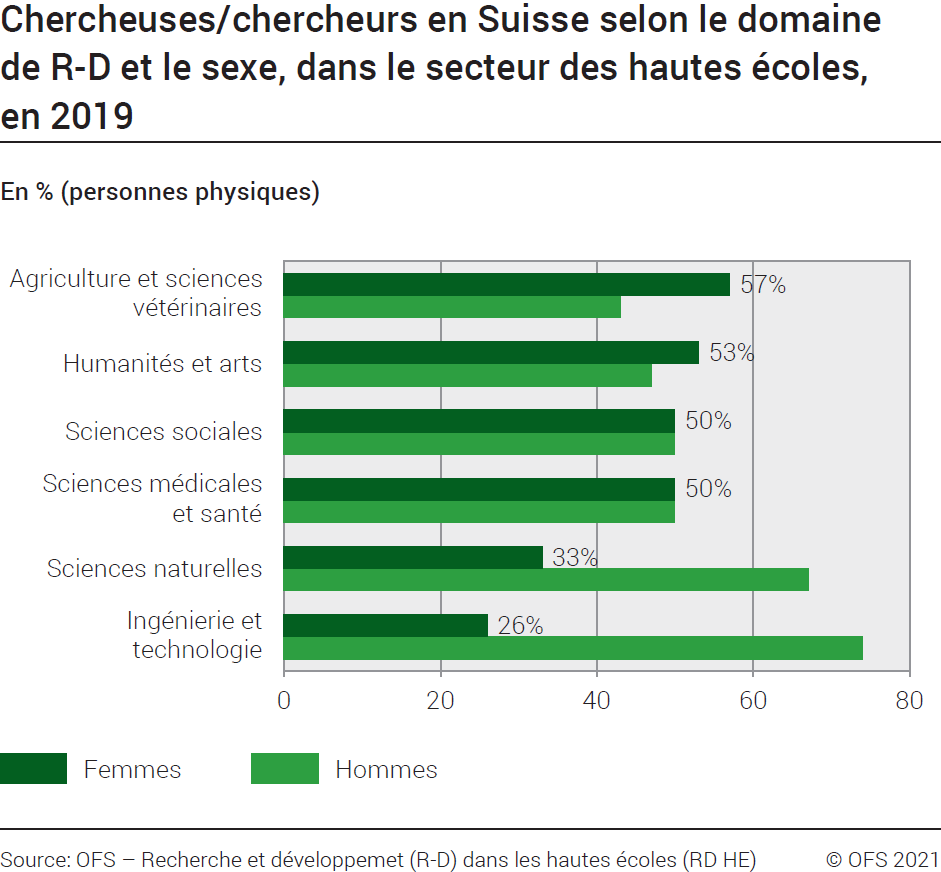 Chercheuses/chercheurs en Suisse selon le domaine
de R-D et le sexe, dans le secteur des hautes écoles,
en 2019
En % (personnes physiques)
Agriculture et sciences
vétérinaires
57%
Humanités et arts
53%
Sciences sociales
50%
Sciences médicales
et santé
50%
Sciences naturelles
33%
Ingénierie et
technologie
26%
0 20 40 60 80
Femmes Hommes
Source: OFS – Recherche et développemet (R-D) dans les hautes écoles (RD HE) © OFS 2021